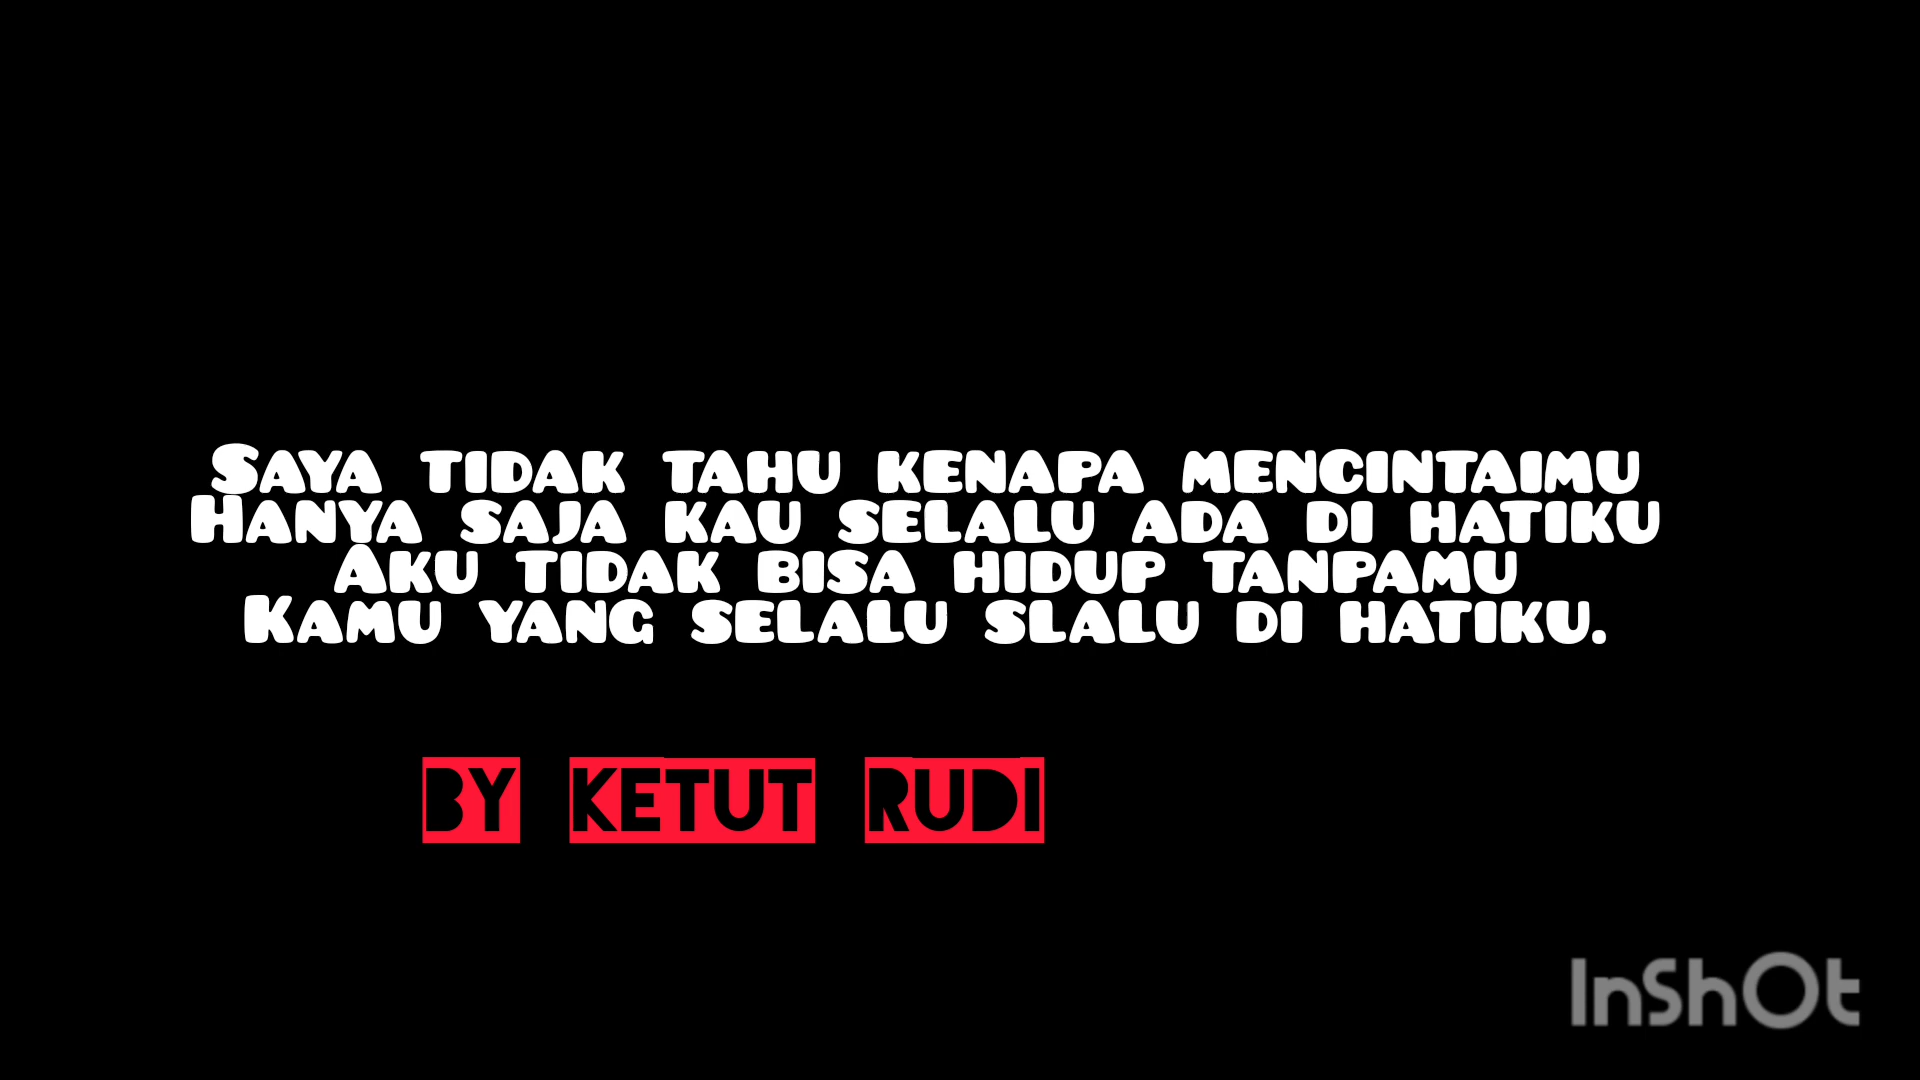 Saya tidak tahu kenapa mencintaimu
Hanya saja kau selalu ada di hatiku
Aku tidak bisa hidup tanpamu
Kamu yang selalu slalu di hatiku.
BY KETUT RUDI
InShOt